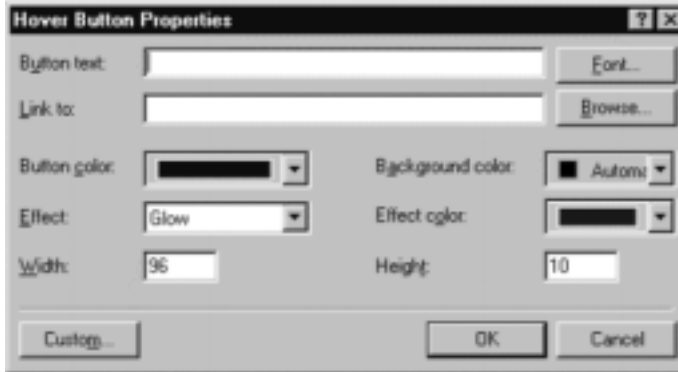 Hover Button Properties
Button text:
Font...
Link to:
Browse...
Button color:
Background color:
Automa
Effect:
Glow
Effect color:
Width:
96
Height:
10
Custom...
OK
Cancel